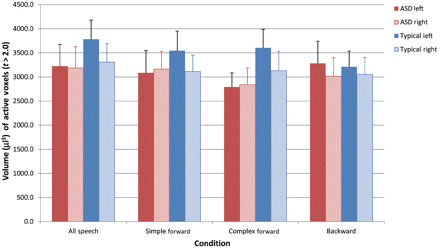 4500.0
4000.0
3500.0
3000.0
2500.0
2000.0
1500.0
1000.0
500.0
0.0
Volume (μl³) of active voxels (t > 2.0)
ASD left
ASD right
Typical left
Typical right
All speech Simple forward Complex forward Backward
Condition